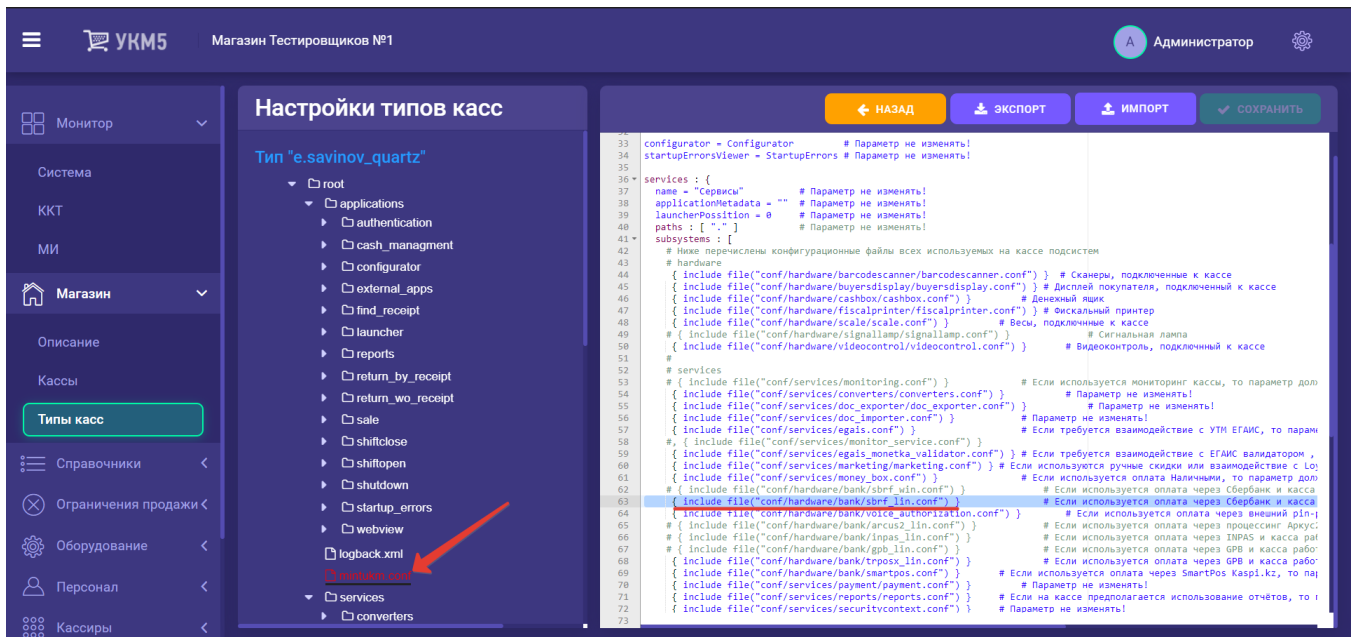 УКМ5
Магазин Тестировщиков №1
А
Администратор
Монитор
Система
ККТ
МИ
Магазин
Описание
Кассы
Типы касс
Справочники
Ограничения продажи
Оборудование
Персонал
Кассиры
Настройки типов касс
Тип "e.savinov_quartz"
root
applications
authentication
cash_managment
configurator
external_apps
find_receipt
launcher
reports
return_by_receipt
return_wo_receipt
sale
shiftclose
shiftopen
shutdown
startup_errors
webview
logback.xml
services
converters
НАЗАД
ЭКСПОРТ
ИМПОРТ
СОХРАНИТЬ
32
33 configurator = Configurator # Параметр не изменять!
34 startupErrorsViewer = StartupErrors # Параметр не изменять!
35
36 services : {
37 name = "Сервисы" # Параметр не изменять!
38 applicationMetadata = "" # Параметр не изменять!
39 launcherPossition = 0 # Параметр не изменять!
40 paths : [ "." ] # Параметр не изменять!
41 subsystems : [
42 # Ниже перечислены конфигурационные файлы всех используемых на кассе подсистем
43 # hardware
44 { include file("conf/hardware/barcodescanner/barcodescanner.conf") } # Сканеры, подключенные к кассе
45 { include file("conf/hardware/buyersdisplay/buyersdisplay.conf") } # Дисплей покупателя, подключенный к кассе
46 { include file("conf/hardware/cashbox/cashbox.conf") } # Денежный ящик
47 { include file("conf/hardware/fiscalprinter/fiscalprinter.conf") } # Фискальный принтер
48 { include file("conf/hardware/scale/scale.conf") } # Весы, подключнные к кассе
49 # { include file("conf/hardware/signallamp/signallamp.conf") } # Сигнальная лампа
50 { include file("conf/hardware/videocontrol/videocontrol.conf") } # Видеоконтроль, подключнный к кассе
51 #
52 # services
53 # { include file("conf/services/monitoring.conf") } # Если используется мониторинг кассы, то параметр долж
54 { include file("conf/services/converters/converters.conf") } # Параметр не изменять!
55 { include file("conf/services/doc_exporter/doc_exporter.conf") } # Параметр не изменять!
56 { include file("conf/services/doc_importer.conf") } # Параметр не изменять!
57 { include file("conf/services/egais.conf") } # Если требуется взаимодействие с УТМ ЕГАИС, то параме
58 #, { include file("conf/services/monitor_service.conf") }
59 { include file("conf/services/egais_monetka_validator.conf") } # Если требуется взаимодействие с ЕГАИС валидатором ,
60 { include file("conf/services/marketing/marketing.conf") } # Если используются ручные скидки или взаимодействие с Loy
61 { include file("conf/services/money_box.conf") } # Если используется оплата Наличными, то параметр долж
62 # { include file("conf/hardware/bank/sbrf_win.conf") } # Если используется оплата через Сбербанк и касса
63 { include file("conf/hardware/bank/sbrf_lin.conf") } # Если используется оплата через Сбербанк и касса
64 { include file("conf/hardware/bank/voice_authorization.conf") } # Если используется оплата через внешний pin-p
65 # { include file("conf/hardware/bank/arcus2_lin.conf") } # Если используется оплата через процессинг Аркус2
66 # { include file("conf/hardware/bank/inpas_lin.conf") } # Если используется оплата через INPAS и касса раб
67 # { include file("conf/hardware/bank/gpb_lin.conf") } # Если используется оплата через GPB и касса работ
68 { include file("conf/hardware/bank/trposx_lin.conf") } # Если используется оплата через GPB и касса работ
69 { include file("conf/hardware/bank/smartpos.conf") } # Если используется оплата через SmartPos Kaspi.kz, то пар
70 { include file("conf/services/payment/payment.conf") } # Параметр не изменять!
71 { include file("conf/services/reports/reports.conf") } # Если на кассе предполагается использование отчётов, то п
72 { include file("conf/services/securitycontext.conf") } # Параметр не изменять!
73